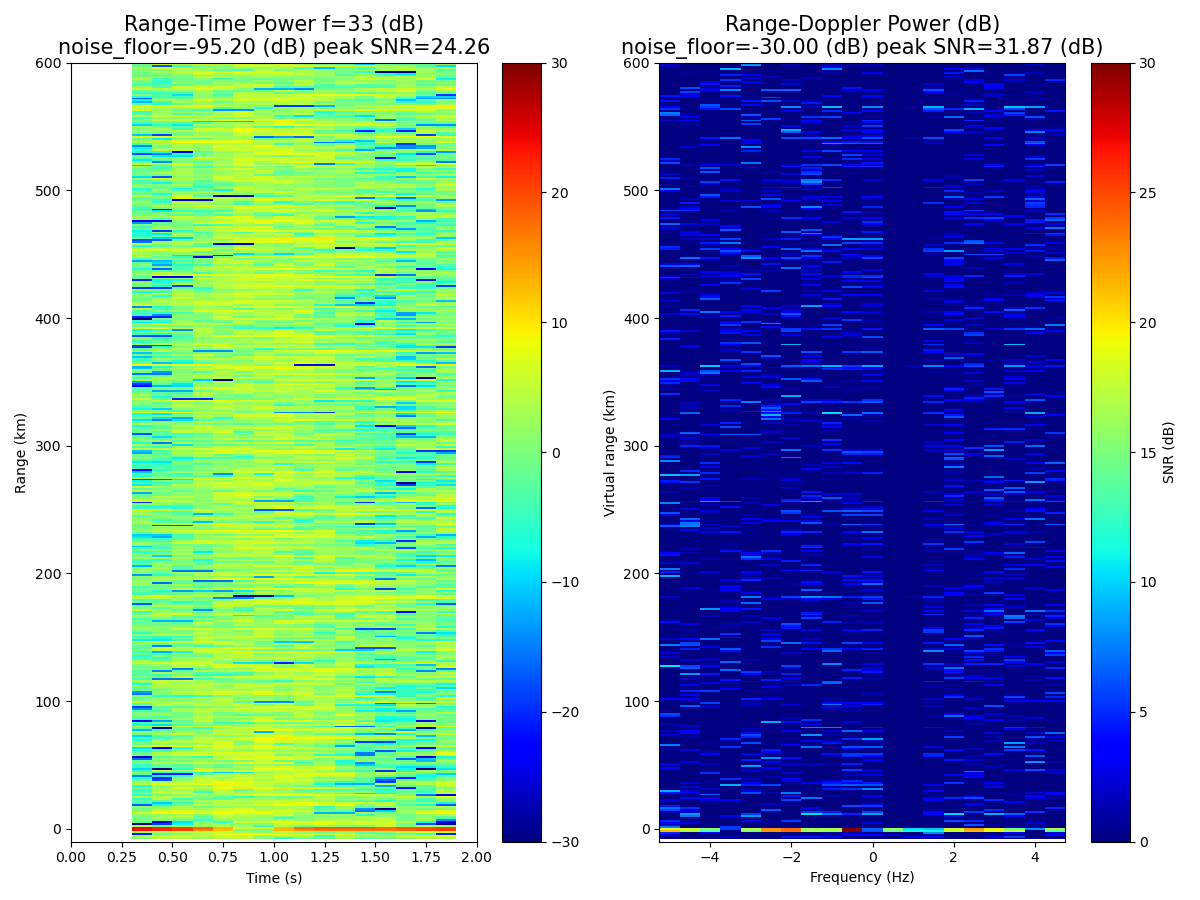 Range-Time Power f=33 (dB)
noise_floor=-95.20 (dB) peak SNR=24.26
Range-Doppler Power (dB)
noise_floor=-30.00 (dB) peak SNR=31.87 (dB)
600
500
400
300
200
100
0
Range (km)
0.00 0.25 0.50 0.75 1.00 1.25 1.50 1.75 2.00
Time (s)
30
20
10
0
−10
−20
−30
600
500
400
300
200
100
0
Virtual range (km)
−4 −2 0 2 4
Frequency (Hz)
30
25
20
15
10
5
0
SNR (dB)